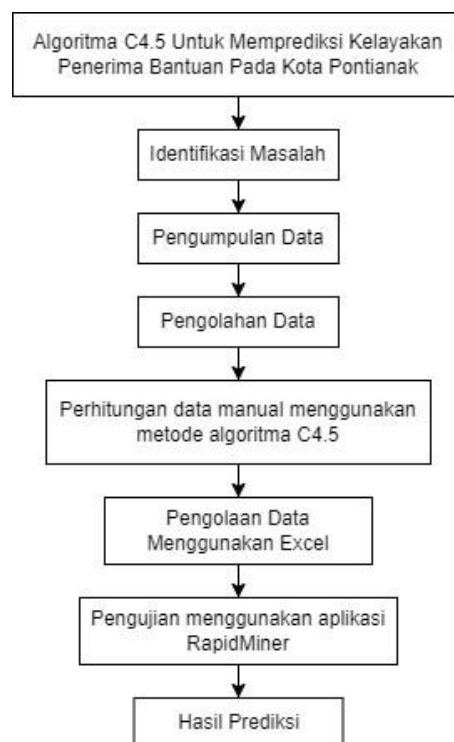 Algoritma C4.5 Untuk Memprediksi Kelayakan
Penerima Bantuan Pada Kota Pontianak
Identifikasi Masalah
Pengumpulan Data
Pengolahan Data
Perhitungan data manual menggunakan
metode algoritma C4.5
Pengolaan Data
Menggunakan Excel
Pengujian menggunakan aplikasi
RapidMiner
Hasil Prediksi